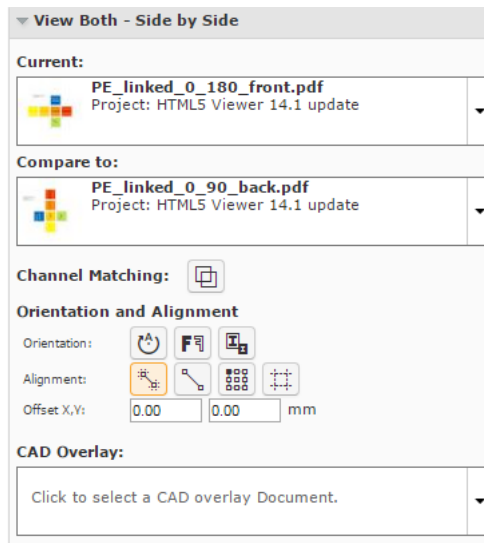 View Both - Side by Side
Current:
PE_linked_0_180_front.pdf
Project: HTML5 Viewer 14.1 update
Compare to:
PE_linked_0_90_back.pdf
Project: HTML5 Viewer 14.1 update
Channel Matching:
Orientation and Alignment
Orientation:
Alignment:
Offset X,Y: 0.00 0.00 mm
CAD Overlay:
Click to select a CAD overlay Document.